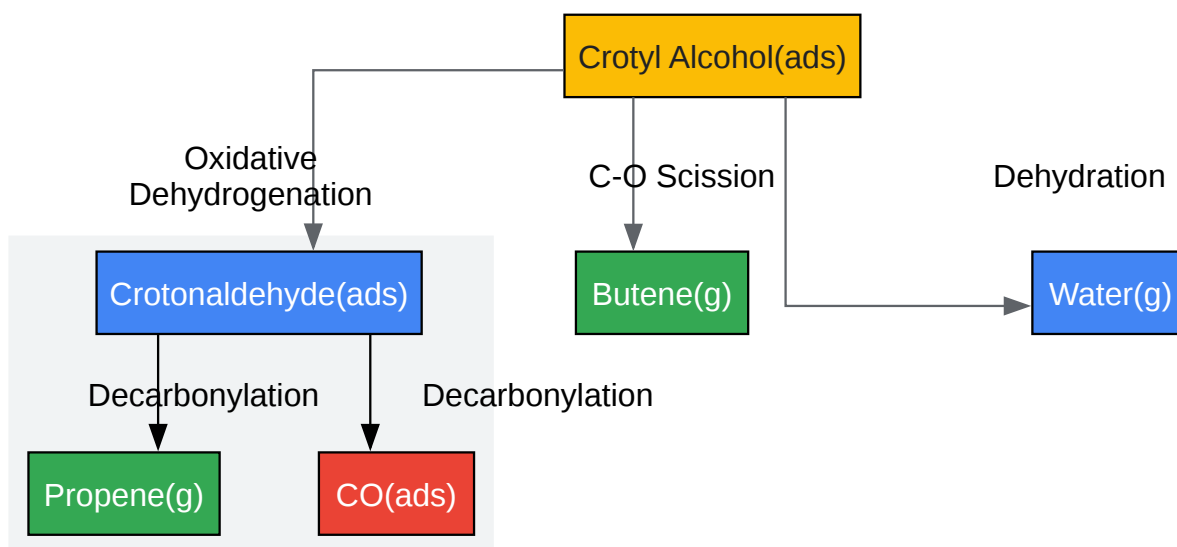 Crotyl Alcohol(ads)
Oxidative
Dehydrogenation
C-O Scission
Dehydration
Crotonaldehyde(ads)
Butene(g)
Water(g)
Decarbonylation
Decarbonylation
Propene(g)
CO(ads)